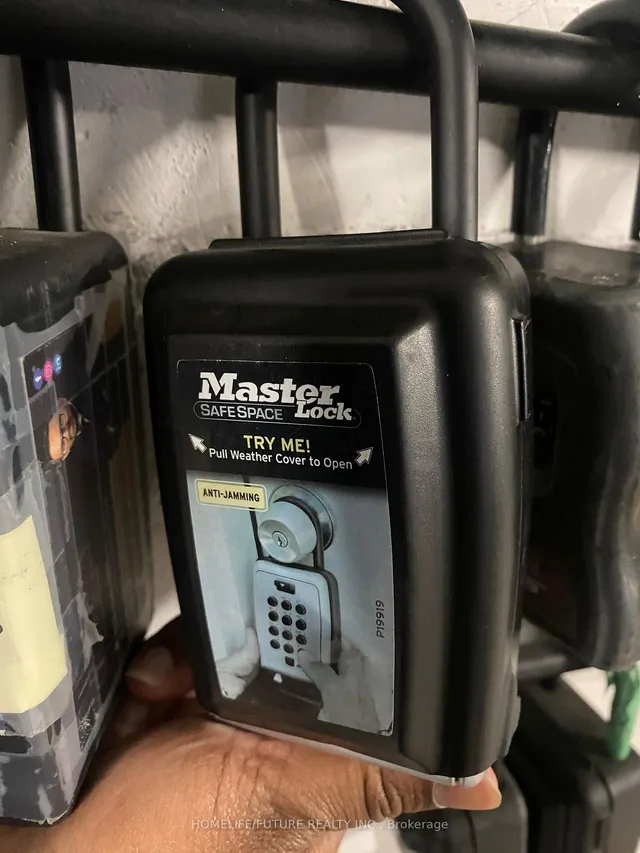 Master
SAFESPACE Lock
TRY ME!
Pull Weather Cover to Open
ANTI-JAMMING
P19919
HOMELIFE/FUTURE REALTY INC., Brokerage